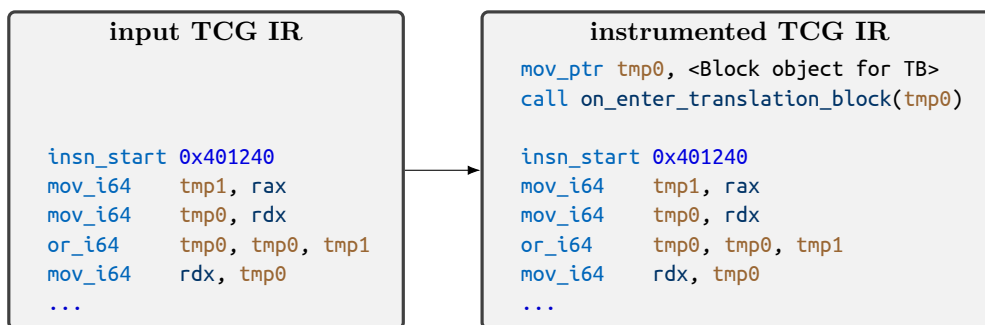 input TCG IR
insn_start 0x401240
mov_i64 tmp1, rax
mov_i64 tmp0, rdx
or_i64 tmp0, tmp0, tmp1
mov_i64 rdx, tmp0
...
instrumented TCG IR
mov_ptr tmp0, <Block object for TB>
call on_enter_translation_block(tmp0)
insn_start 0x401240
mov_i64 tmp1, rax
mov_i64 tmp0, rdx
or_i64 tmp0, tmp0, tmp1
mov_i64 rdx, tmp0
...